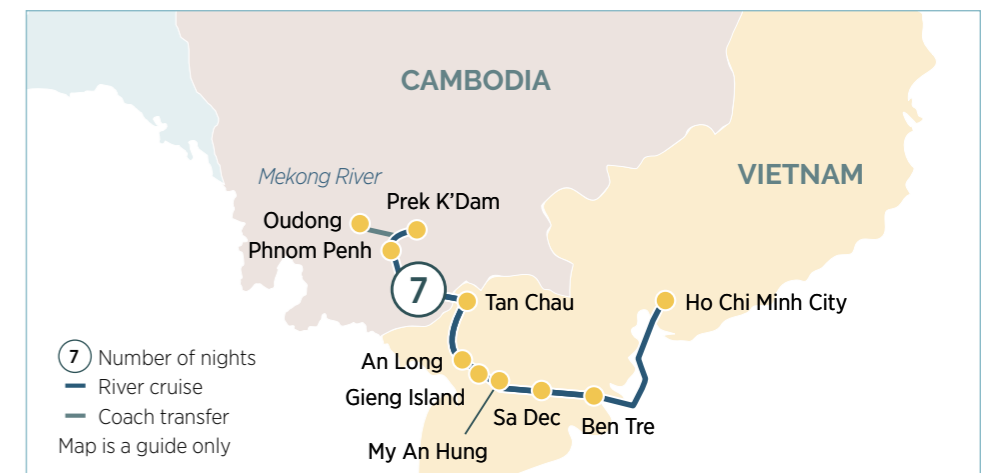 CAMBODIA
VIETNAM
Mekong River
Prek K'Dam
Oudong
Phnom Penh
7
Tan Chau
Ho Chi Minh City
An Long
Gieng Island
Sa Dec
Ben Tre
My An Hung
7 Number of nights
River cruise
Coach transfer
Map is a guide only